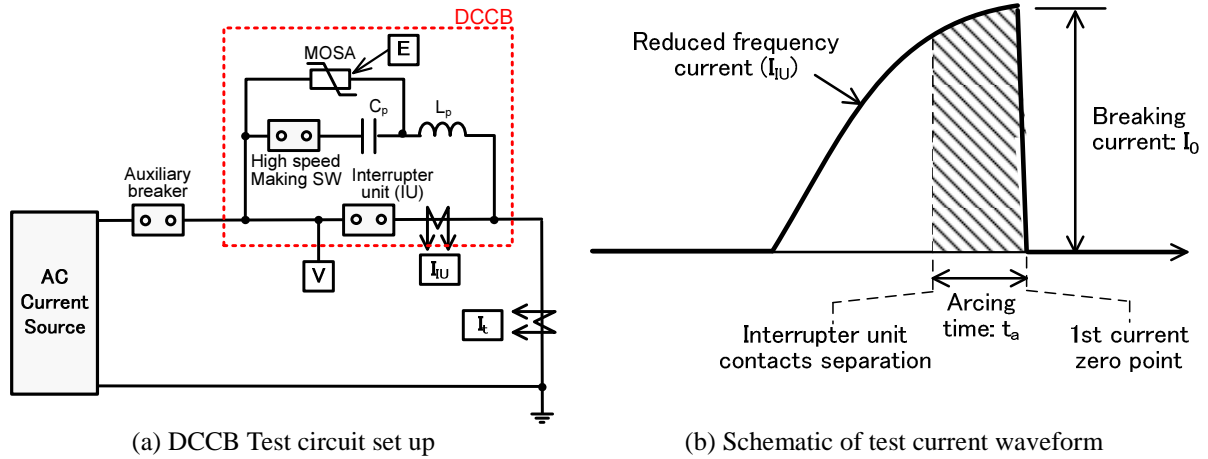 DCCB
MOSA
E
Cp
Lp
High speed
Making SW
Interrupter
unit (IU)
Auxiliary
breaker
AC
Current
Source
V
IIU
It
(a) DCCB Test circuit set up
Reduced frequency
current (IIU)
Breaking
current: I0
Arcing
time: ta
Interrupter unit
contacts separation
1st current
zero point
(b) Schematic of test current waveform